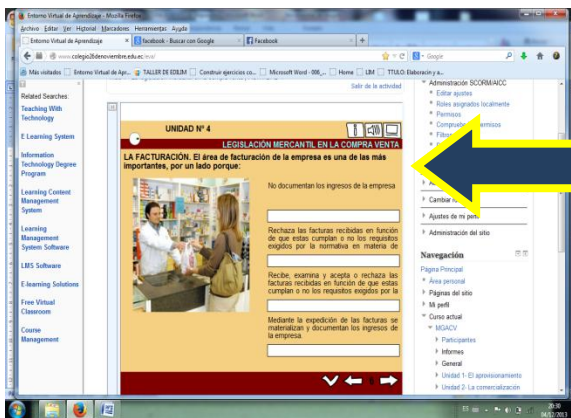 Entorno Virtual de Aprendizaje - Mozilla Firefox
Archivo Editar Ver Historial Marcadores Herramientas Ayuda
Entorno Virtual de Aprendizaje
facebook - Buscar con Google
Facebook
www.colegio26denoviembre.edu.ec/eva/
Google
Más visitados
Entorno Virtual de Apr...
TALLER DE EDILIM
Construir ejercicios co...
Microsoft Word - 008_...
Home
LIM
TTULO: Elaboracin y a...
Salir de la actividad
Related Searches:
Teaching With
Technology
E Learning System
Information
Technology Degree
Program
Learning Content
Management
System
Learning
Management
System Software
LMS Software
E-learning Solutions
Free Virtual
Classroom
Course
Management
UNIDAD Nº 4
LEGISLACIÓN MERCANTIL EN LA COMPRA VENTA
LA FACTURACIÓN. El área de facturación de la empresa es una de las más
importantes, por un lado porque:
No documentan los ingresos de la empresa
Rechaza las facturas recibidas en función
de que estas cumplan o no los requisitos
exigidos por la normativa en materia de
Recibe, examina y acepta o rechaza las
facturas recibidas en función de que estas
cumplan o no los requisitos exigidos por la
Mediante la expedición de las facturas se
materializan y documentan los ingresos de
la empresa.
Administración SCORM/AICC
Editar ajustes
Roles asignados localmente
Permisos
Ajustes de mi perfil
Administración del sitio
Navegación
Página Principal
Área personal
Páginas del sitio
Mi perfil
Curso actual
MGACV
Participantes
Informes
General
Unidad 1- El aprovisionamiento
Unidad 2- La comercialización
ES
20:30
04/12/2013